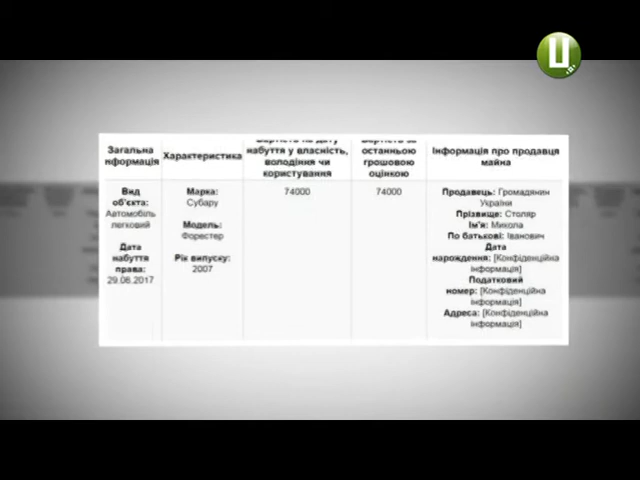 Ц
Загальна
інформація
Характеристика
Вартість на дату
набуття у власність,
володіння чи
користування
Вартість за
останньою
грошовою
оцінкою
Інформація про продавця
майна
Вид
об'єкта:
Автомобіль
легковий
Дата
набуття
права:
29.08.2017
Марка:
Субару
Модель:
Форестер
Рік випуску:
2007
74000
74000
Продавець: Громадянин
України
Прізвище: Столяр
Ім'я: Микола
По батькові: Іванович
Дата
народження: [Конфіденційна
інформація]
Податковий
номер: [Конфіденційна
інформація]
Адреса: [Конфіденційна
інформація]